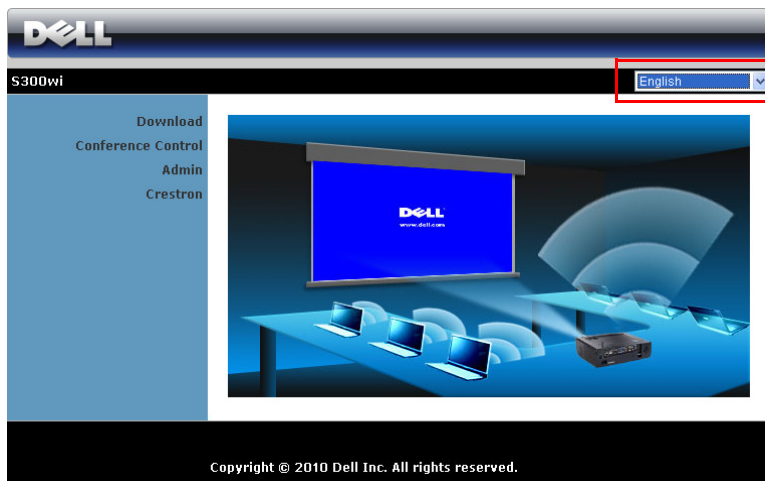 DELL
S300wi
English
Download
Conference Control
Admin
Crestron
DELL
www.dell.com
Copyright © 2010 Dell Inc. All rights reserved.